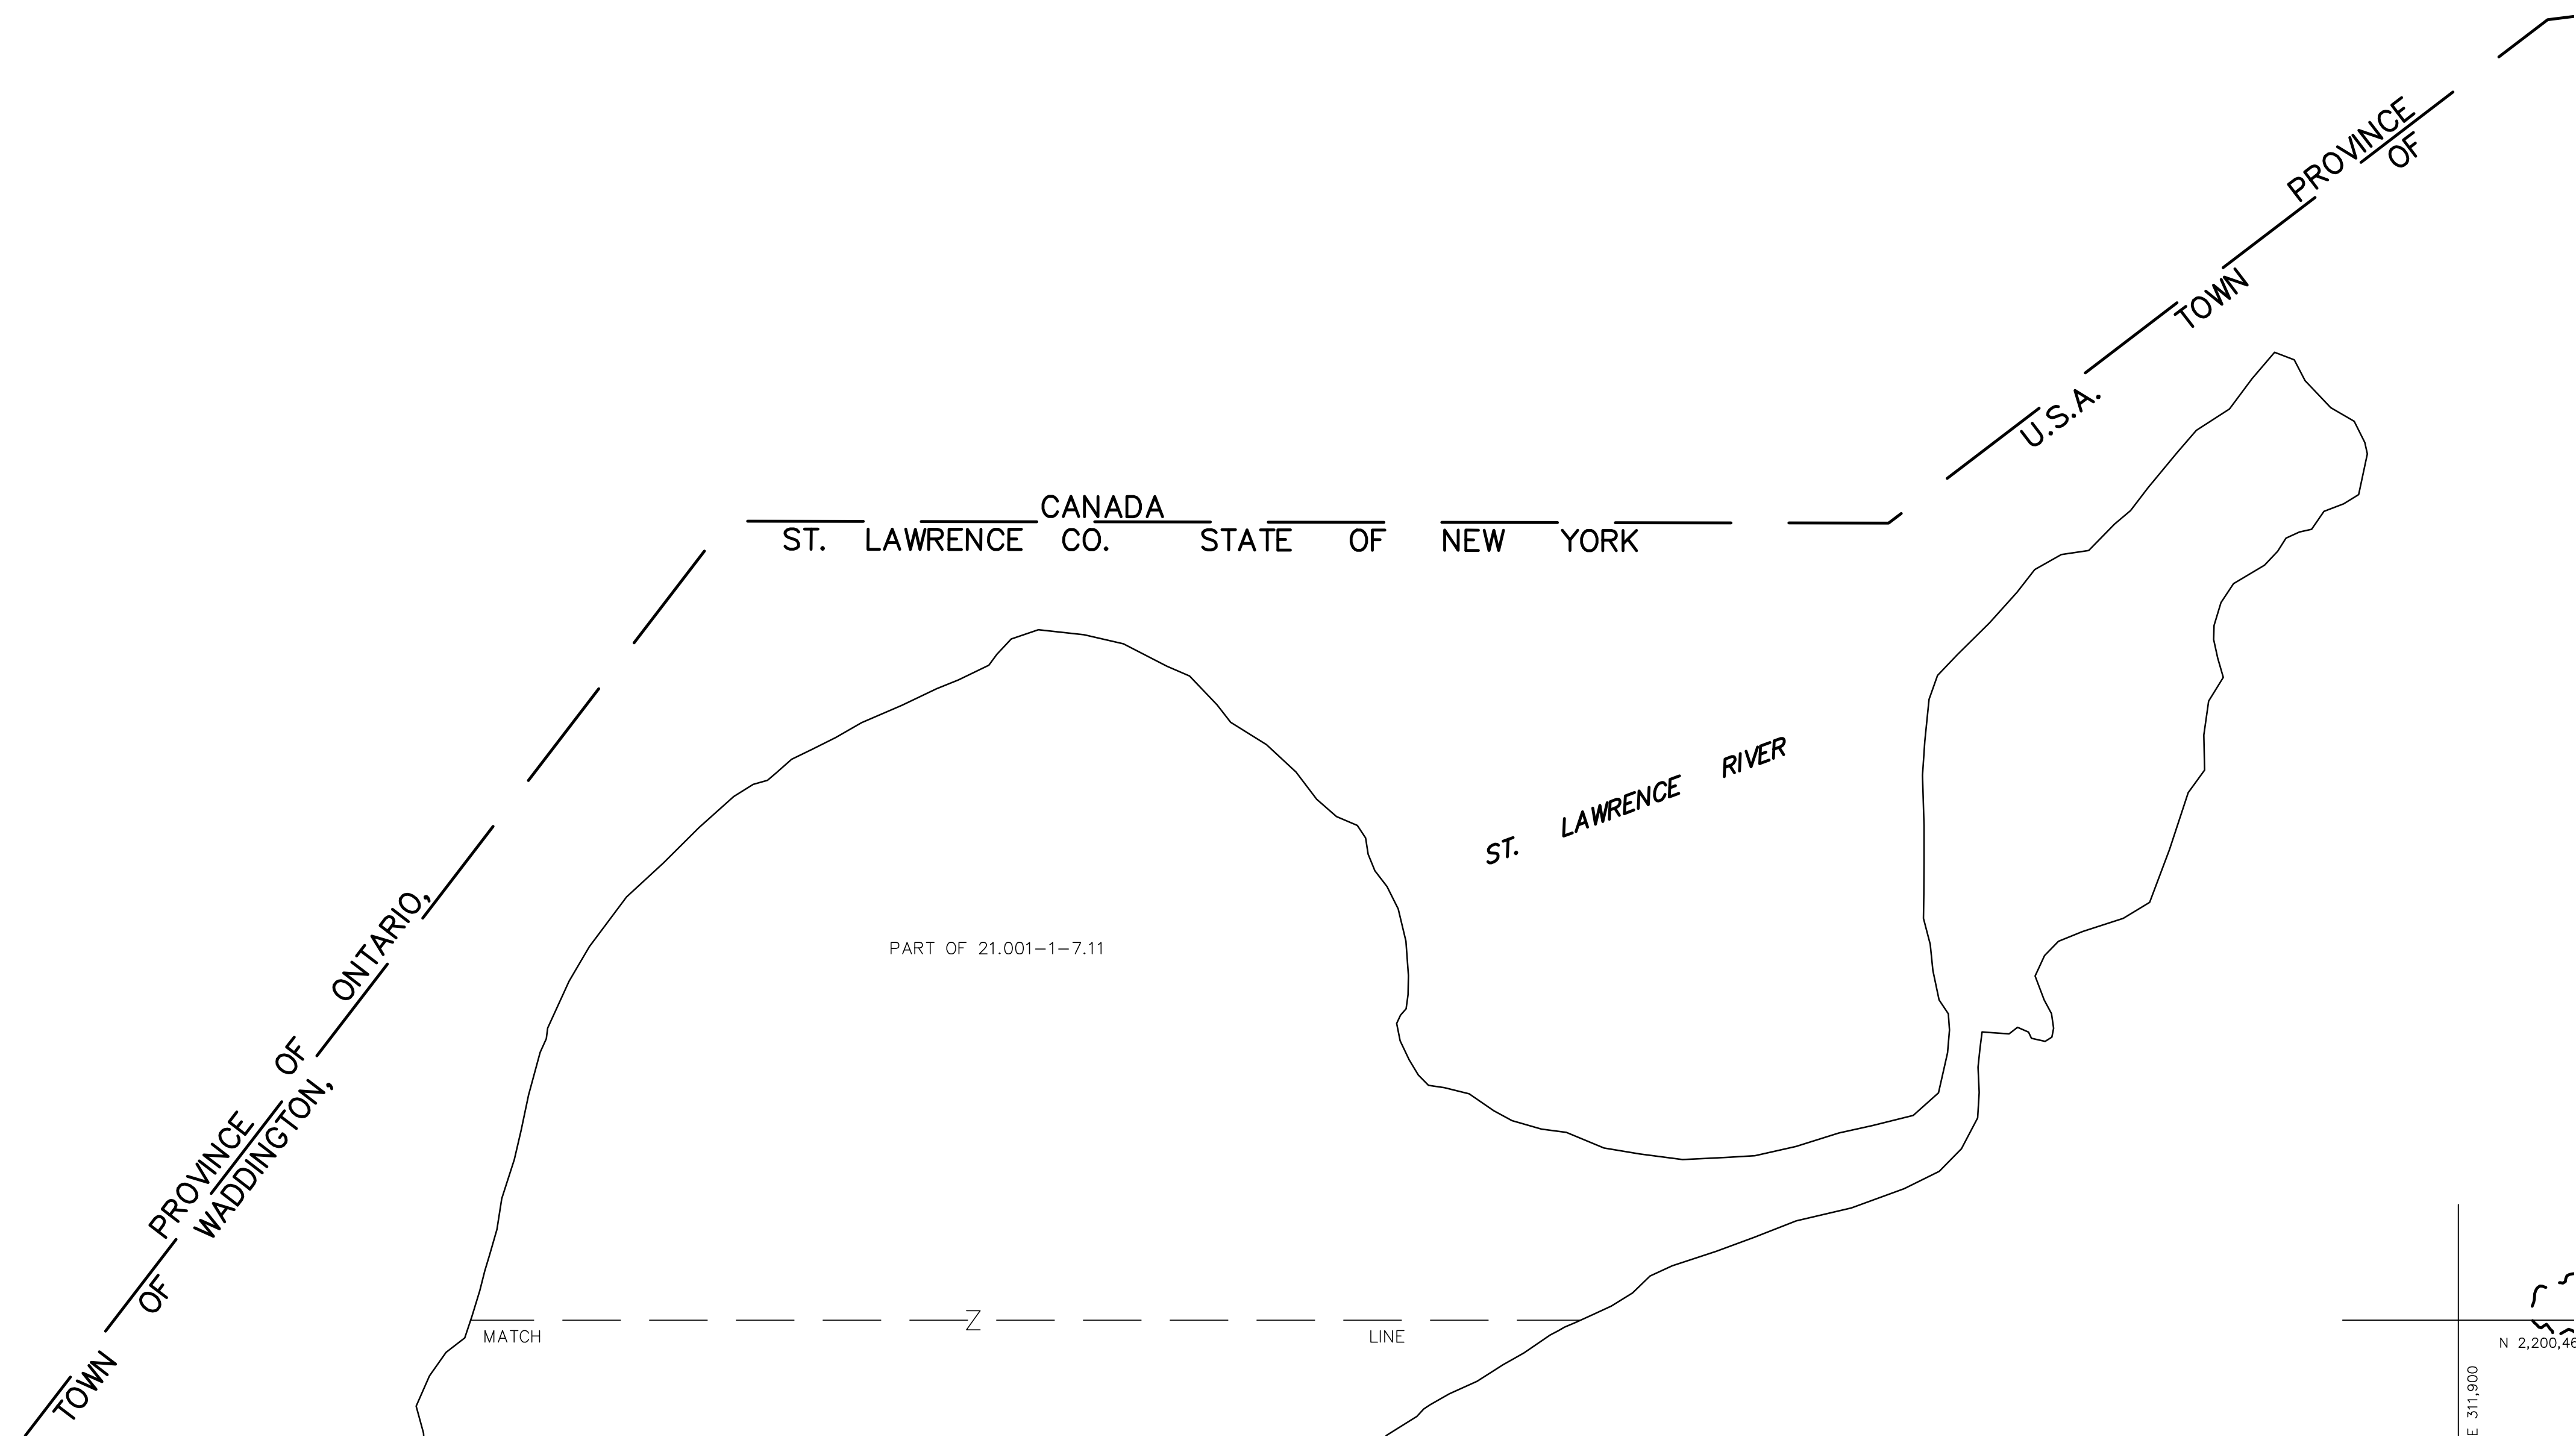 PROVINCE
OF
TOWN
U.S.A.
CANADA
ST. LAWRENCE CO. STATE OF NEW YORK
ST. LAWRENCE RIVER
PROVINCE OF ONTARIO,
TOWN OF WADDINGTON,
PART OF 21.001-1-7.11
Z
MATCH LINE
N 2,200,46
E 311,900